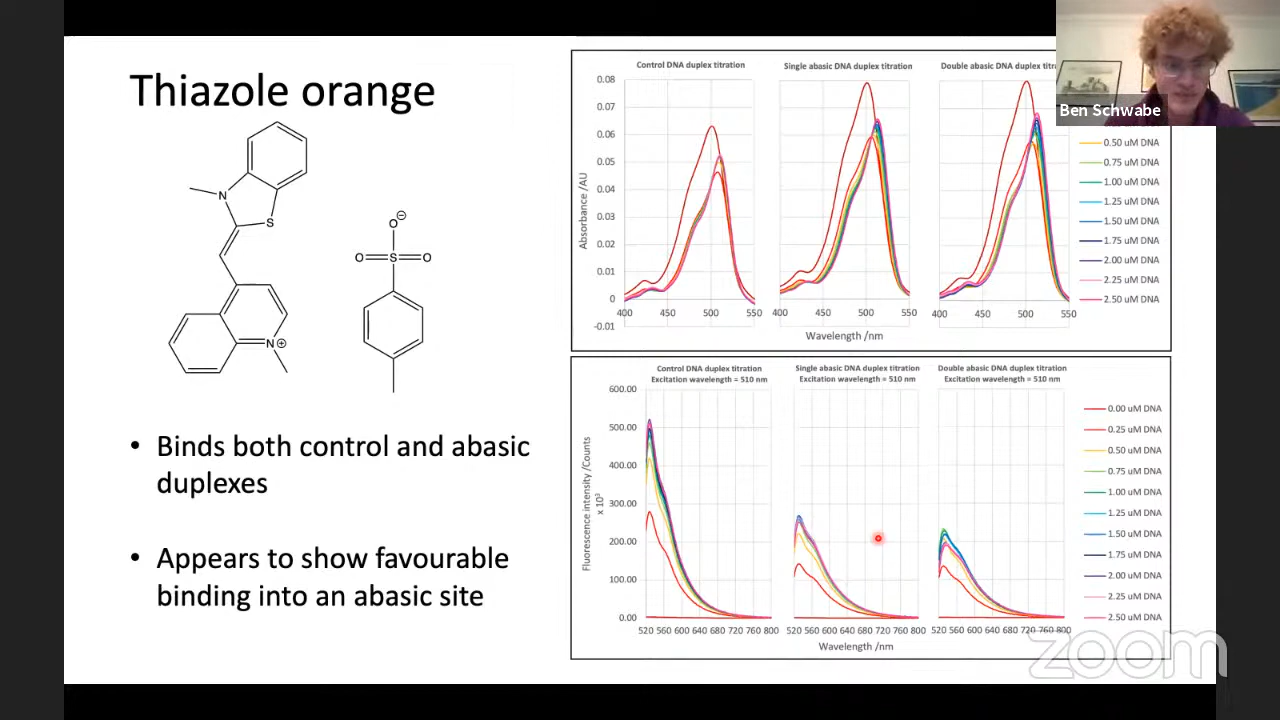 Thiazole orange
N
S
N⊕
O⊖
O S O
Binds both control and abasic
duplexes
Appears to show favourable
binding into an abasic site
Control DNA duplex titration
Single abasic DNA duplex titration
Double abasic DNA duplex titra
Absorbance /AU
0.08
0.07
0.06
0.05
0.04
0.03
0.02
0.01
0
-0.01
400 450 500 550
400 450 500 550
400 450 500 550
Wavelength /nm
0.50 uM DNA
0.75 uM DNA
1.00 uM DNA
1.25 uM DNA
1.50 uM DNA
1.75 uM DNA
2.00 uM DNA
2.25 uM DNA
2.50 uM DNA
Ben Schwabe
Control DNA duplex titration
Excitation wavelength = 510 nm
Single abasic DNA duplex titration
Excitation wavelength = 510 nm
Double abasic DNA duplex titration
Excitation wavelength = 510 nm
Fluorescence intensity /Counts
x 10³
600.00
500.00
400.00
300.00
200.00
100.00
0.00
520 560 600 640 680 720 760 800
520 560 600 640 680 720 760 800
520 560 600 640 680 720 760 800
Wavelength /nm
0.00 uM DNA
0.25 uM DNA
0.50 uM DNA
0.75 uM DNA
1.00 uM DNA
1.25 uM DNA
1.50 uM DNA
1.75 uM DNA
2.00 uM DNA
2.25 uM DNA
2.50 uM DNA
zoom